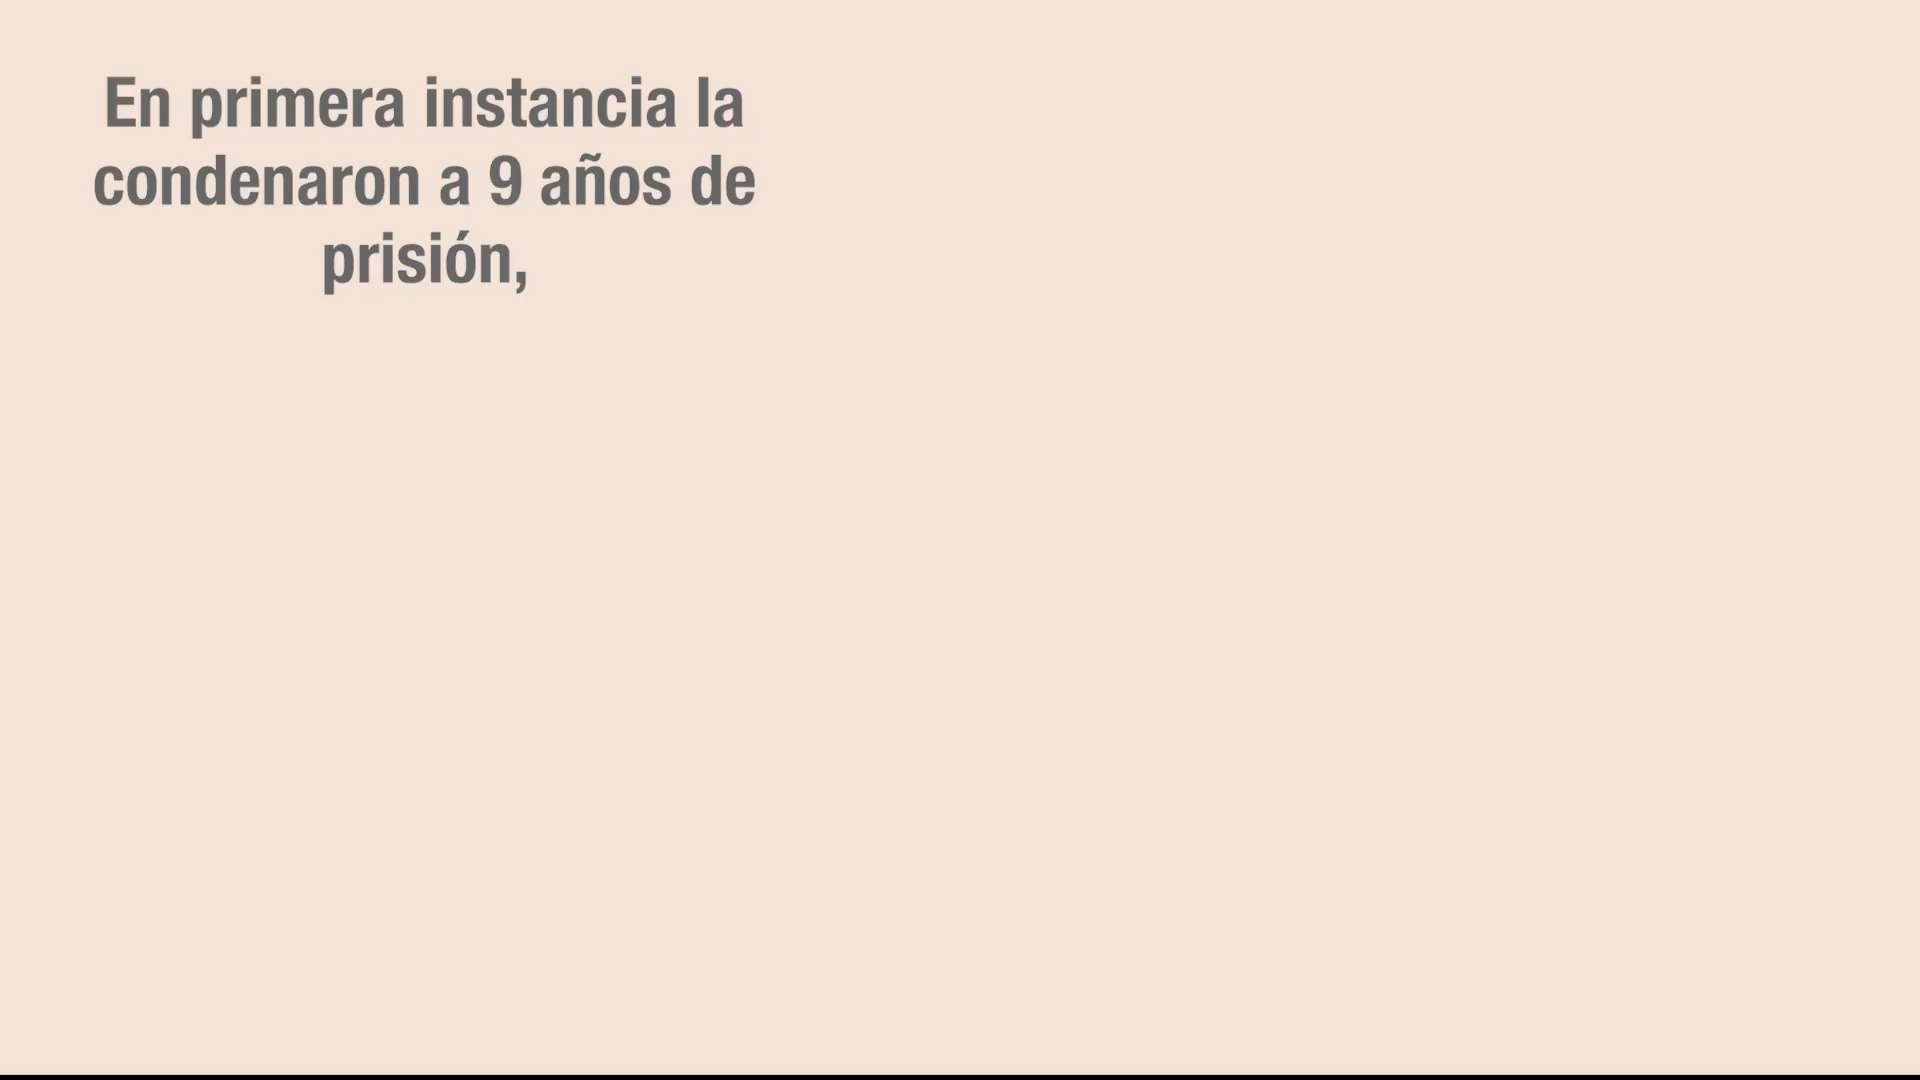 En primera instancia la
condenaron a 9 años de
prisión,